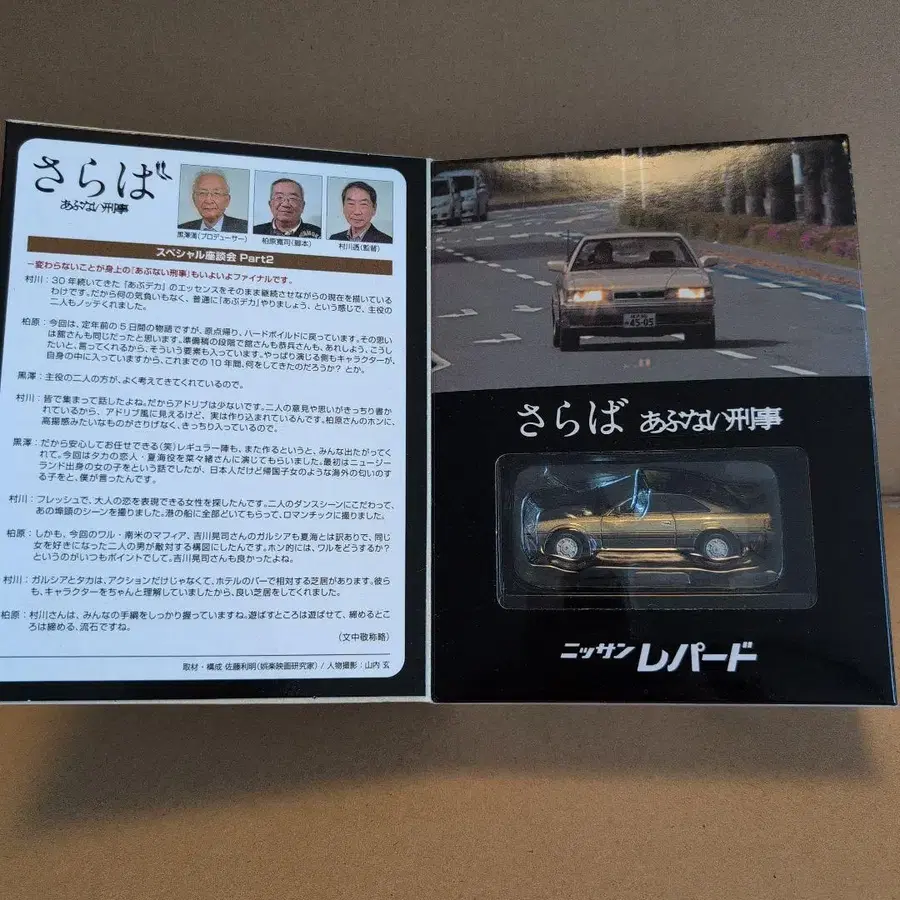 さらば
あぶない刑事
黒澤満(プロデューサー)
柏原寛司(脚本)
村川透(監督)
スペシャル座談会 Part2
−変わらないことが身上の「あぶない刑事」もいよいよファイナルです。
村川:30年続いてきた「あぶデカ」のエッセンスをそのまま継続させながらの現在を描いている
わけです。だから何の気負いもなく、普通に「あぶデカ」やりましょう、という感じで、主役の
二人もノッテくれました。
柏原:今回は、定年前の5日間の物語ですが、原点帰り、ハードボイルドに戻っています。その思い
は舘さんも同じだったと思います。準備稿の段階で舘さんも恭兵さんも、あれしよう、こうし
たいと、言ってくれるから、そういう要素も入っています。やっぱり演じる側もキャラクターが、
自身の中に入っていますから、これまでの10年間、何をしてきたのだろうか? とか。
黒澤:主役の二人の方が、よく考えてきてくれているので。
村川:皆で集まって話したよね。だからアドリブは少ないです。二人の意見や思いがきっちり書か
れているから、アドリブ風に見えるけど、実は作り込まれているんです。柏原さんのホンに、
高揚感みたいなものがさりげなく、きっちり入っているので。
黒澤:だから安心してお任せできる(笑)レギュラー陣も、また作るというと、みんな出たがってく
れて。今回はタカの恋人・夏海役を菜々緒さんに演じてもらいました。最初はニュージー
ランド出身の女の子をという話でしたが、日本人だけど帰国子女のような海外の匂いのす
る子をと、僕が言ったんです。
村川:フレッシュで、大人の恋を表現できる女性を探したんです。二人のダンスシーンにこだわって、
あの埠頭のシーンを撮りました。港の船に全部どいてもらって、ロマンチックに撮りました。
柏原:しかも、今回のワル・南米のマフィア、吉川晃司さんのガルシアも夏海とは訳ありで、同じ
女を好きになった二人の男が敵対する構図にしたんです。ホン的には、ワルをどうするか?
というのがいつもポイントでして。吉川晃司さんも良かったよね。
村川:ガルシアとタカは、アクションだけじゃなくて、ホテルのバーで相対する芝居があります。彼ら
も、キャラクターをちゃんと理解していましたから、良い芝居をしてくれました。
柏原:村川さんは、みんなの手綱をしっかり握っていますね。遊ばすところは遊ばせて、締めるとこ
ろは締める、流石ですね。
(文中敬称略)
取材・構成 佐藤利明(娯楽映画研究家) / 人物撮影:山内 玄
45-05
さらば あぶない刑事
ニッサン レパード